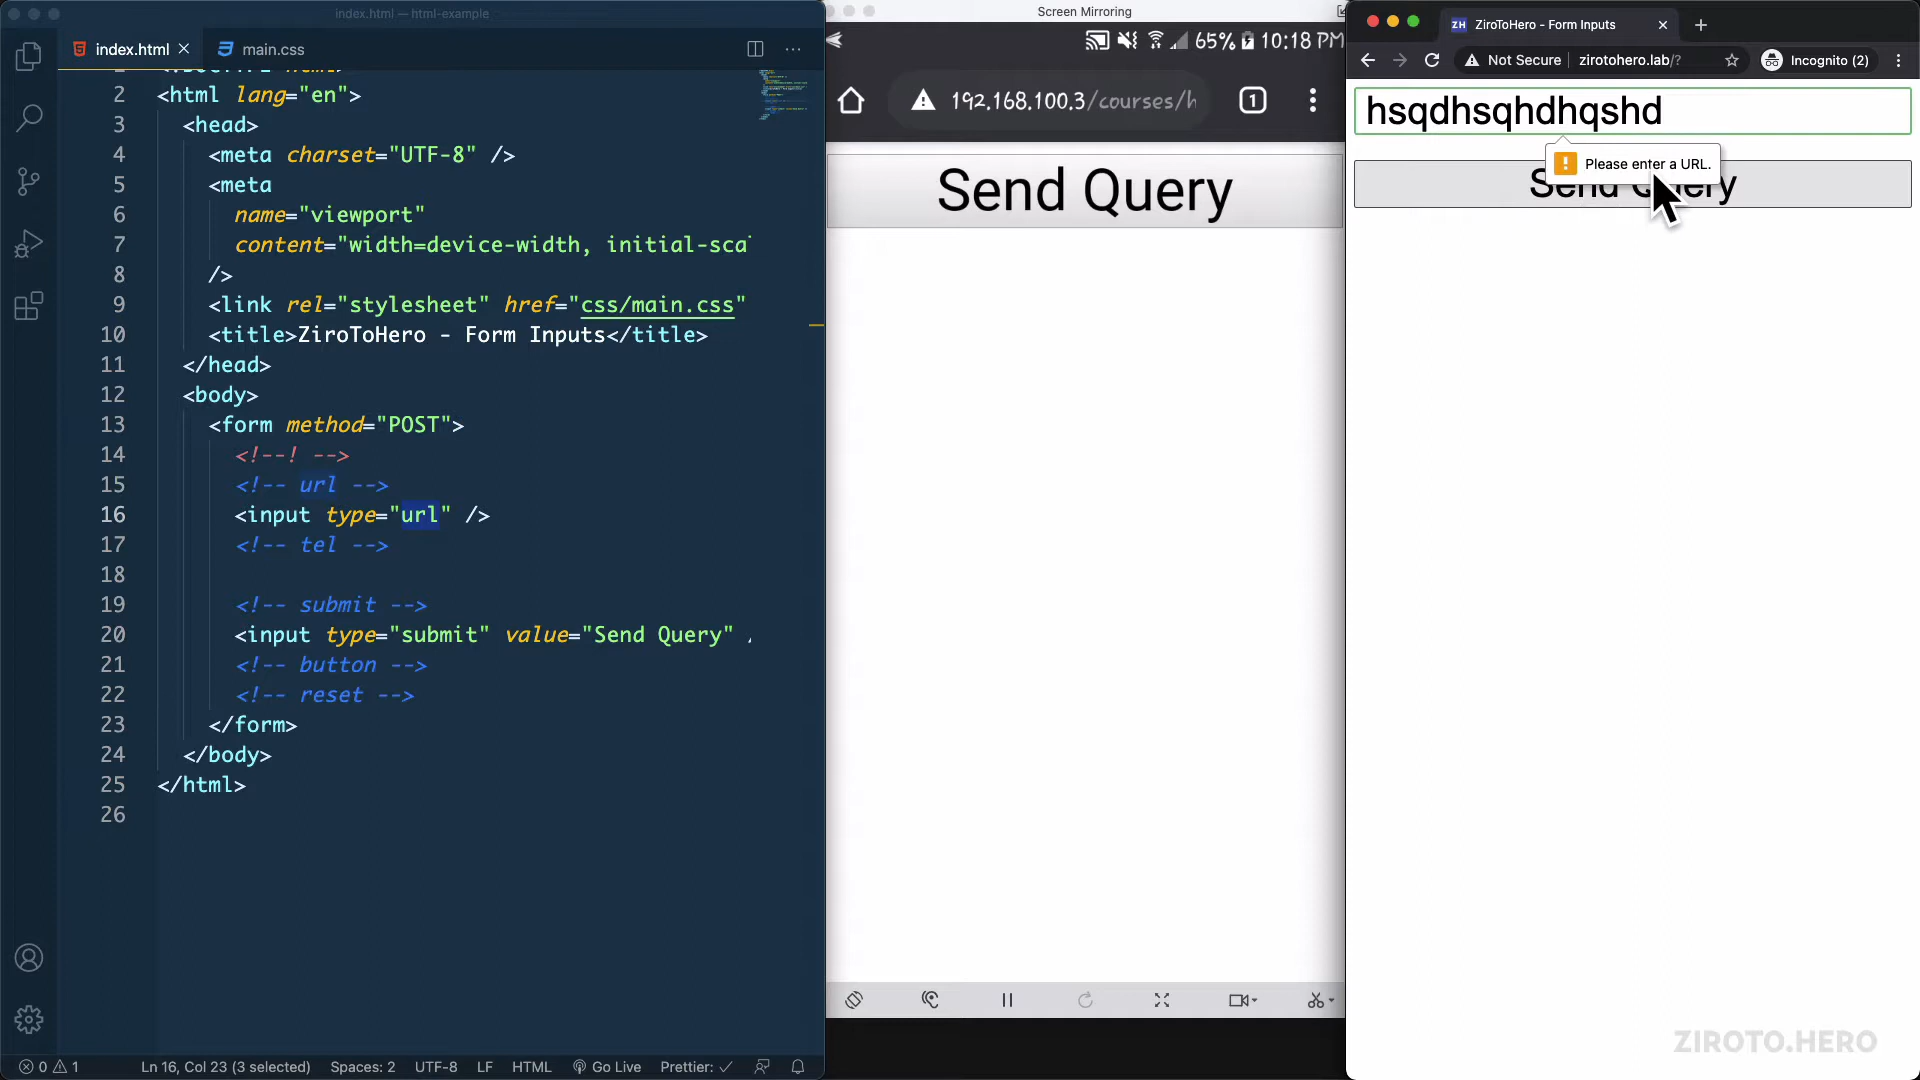 index.html — html-example
index.html
main.css
2 <html lang="en">
3 <head>
4 <meta charset="UTF-8" />
5 <meta
6 name="viewport"
7 content="width=device-width, initial-sca
8 />
9 <link rel="stylesheet" href="css/main.css"
10 <title>ZiroToHero - Form Inputs</title>
11 </head>
12 <body>
13 <form method="POST">
14 <!--! -->
15 <!-- url -->
16 <input type="url" />
17 <!-- tel -->
18
19 <!-- submit -->
20 <input type="submit" value="Send Query" /
21 <!-- button -->
22 <!-- reset -->
23 </form>
24 </body>
25 </html>
26
0 1 Ln 16, Col 23 (3 selected) Spaces: 2 UTF-8 LF HTML Go Live Prettier: ✓
Screen Mirroring
65% 10:18 PM
192.168.100.3/courses/h
1
Send Query
ZH ZiroToHero - Form Inputs
Not Secure zirotohero.lab/? Incognito (2)
hsqdhsqhdhqshd
Please enter a URL.
Send Query
ZIROTO.HERO